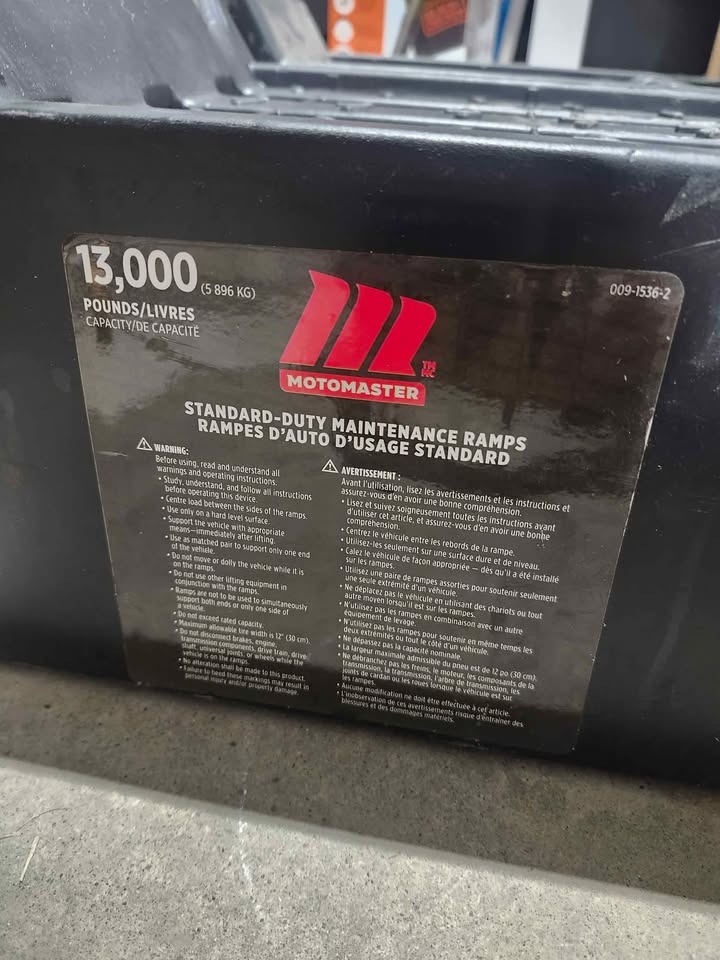 13,000 (5 896 KG)
POUNDS/LIVRES
CAPACITY/DE CAPACITÉ
009-1536-2
TM
MC
MOTOMASTER
STANDARD-DUTY MAINTENANCE RAMPS
RAMPES D'AUTO D'USAGE STANDARD
WARNING:
Before using, read and understand all
warnings and operating instructions.
• Study, understand, and follow all instructions
before operating this device.
• Centre load between the sides of the ramps.
• Use only on a hard level surface.
• Support the vehicle with appropriate
means—immediately after lifting.
• Use as matched pair to support only one end
of the vehicle.
• Do not move or dolly the vehicle while it is
on the ramps.
• Do not use other lifting equipment in
conjunction with the ramps.
• Ramps are not to be used to simultaneously
support both ends or only one side of
a vehicle.
• Do not exceed rated capacity.
• Maximum allowable tire width is 12" (30 cm).
• Do not disconnect brakes, engine,
transmission components, drive train, drive
shaft, universal joints, or wheels while the
vehicle is on the ramps.
• No alteration shall be made to this product.
• Failure to heed these markings may result in
personal injury and/or property damage.
AVERTISSEMENT :
Avant l'utilisation, lisez les avertissements et les instructions et
assurez-vous d'en avoir une bonne compréhension.
• Lisez et suivez soigneusement toutes les instructions avant
d'utiliser cet article, et assurez-vous d'en avoir une bonne
compréhension.
• Centrez le véhicule entre les rebords de la rampe.
• Utilisez-les seulement sur une surface dure et de niveau.
• Calez le véhicule de façon appropriée – dès qu'il a été installé
sur les rampes.
• Utilisez une paire de rampes assorties pour soutenir seulement
une seule extrémité d'un véhicule.
• Ne déplacez pas le véhicule en utilisant des chariots ou tout
autre moyen lorsqu'il est sur les rampes.
• N'utilisez pas les rampes en combinaison avec un autre
équipement de levage.
• N'utilisez pas les rampes pour soutenir en même temps les
deux extrémités ou tout le côté d'un véhicule.
• Ne dépassez pas la capacité nominale.
• La largeur maximale admissible du pneu est de 12 po (30 cm).
• Ne débranchez pas les freins, le moteur, les composants de la
transmission, la transmission, l'arbre de transmission, les
joints de cardan ou les roues lorsque le véhicule est sur
les rampes.
• Aucune modification ne doit être effectuée à cet article.
• L'inobservation de ces avertissements risque d'entraîner des
blessures et des dommages matériels.